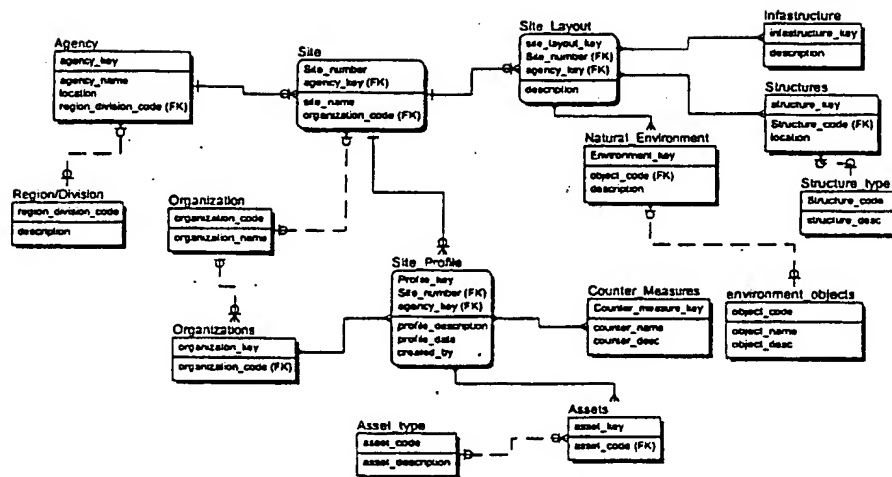 Agency
agency_key
agency_name
location
region_division_code (FK)
Site
Site_number
agency_key (FK)
site_name
organization_code (FK)
Site_Layout
site_layout_key
Site_number (FK)
agency_key (FK)
description
Infastructure
infastructure_key
description
Structures
structure_key
Structure_code (FK)
location
Structure_type
Structure_code
structure_desc
Natural_Environment
Environment_key
object_code (FK)
description
Region/Division
region_division_code
description
Organization
organization_code
organization_name
Site_Profile
Profile_key
Site_number (FK)
agency_key (FK)
profile_description
profile_date
created_by
Counter_Measures
Counter_measure_key
counter_name
counter_desc
environment_objects
object_code
object_name
object_desc
Organizations
organizaton_key
organization_code (FK)
Asset_type
asset_code
asset_description
Assets
asset_key
asset_code (FK)